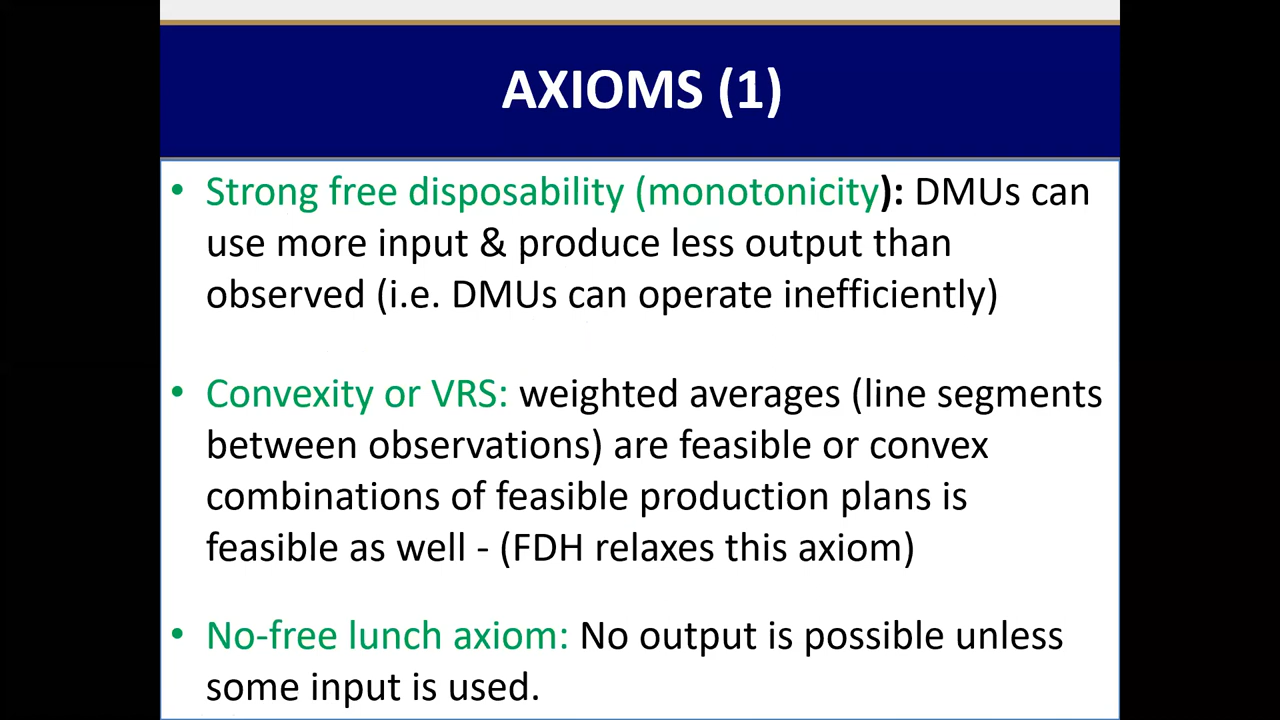 AXIOMS (1)
• Strong free disposability (monotonicity): DMUs can
use more input & produce less output than
observed (i.e. DMUs can operate inefficiently)
• Convexity or VRS: weighted averages (line segments
between observations) are feasible or convex
combinations of feasible production plans is
feasible as well - (FDH relaxes this axiom)
• No-free lunch axiom: No output is possible unless
some input is used.